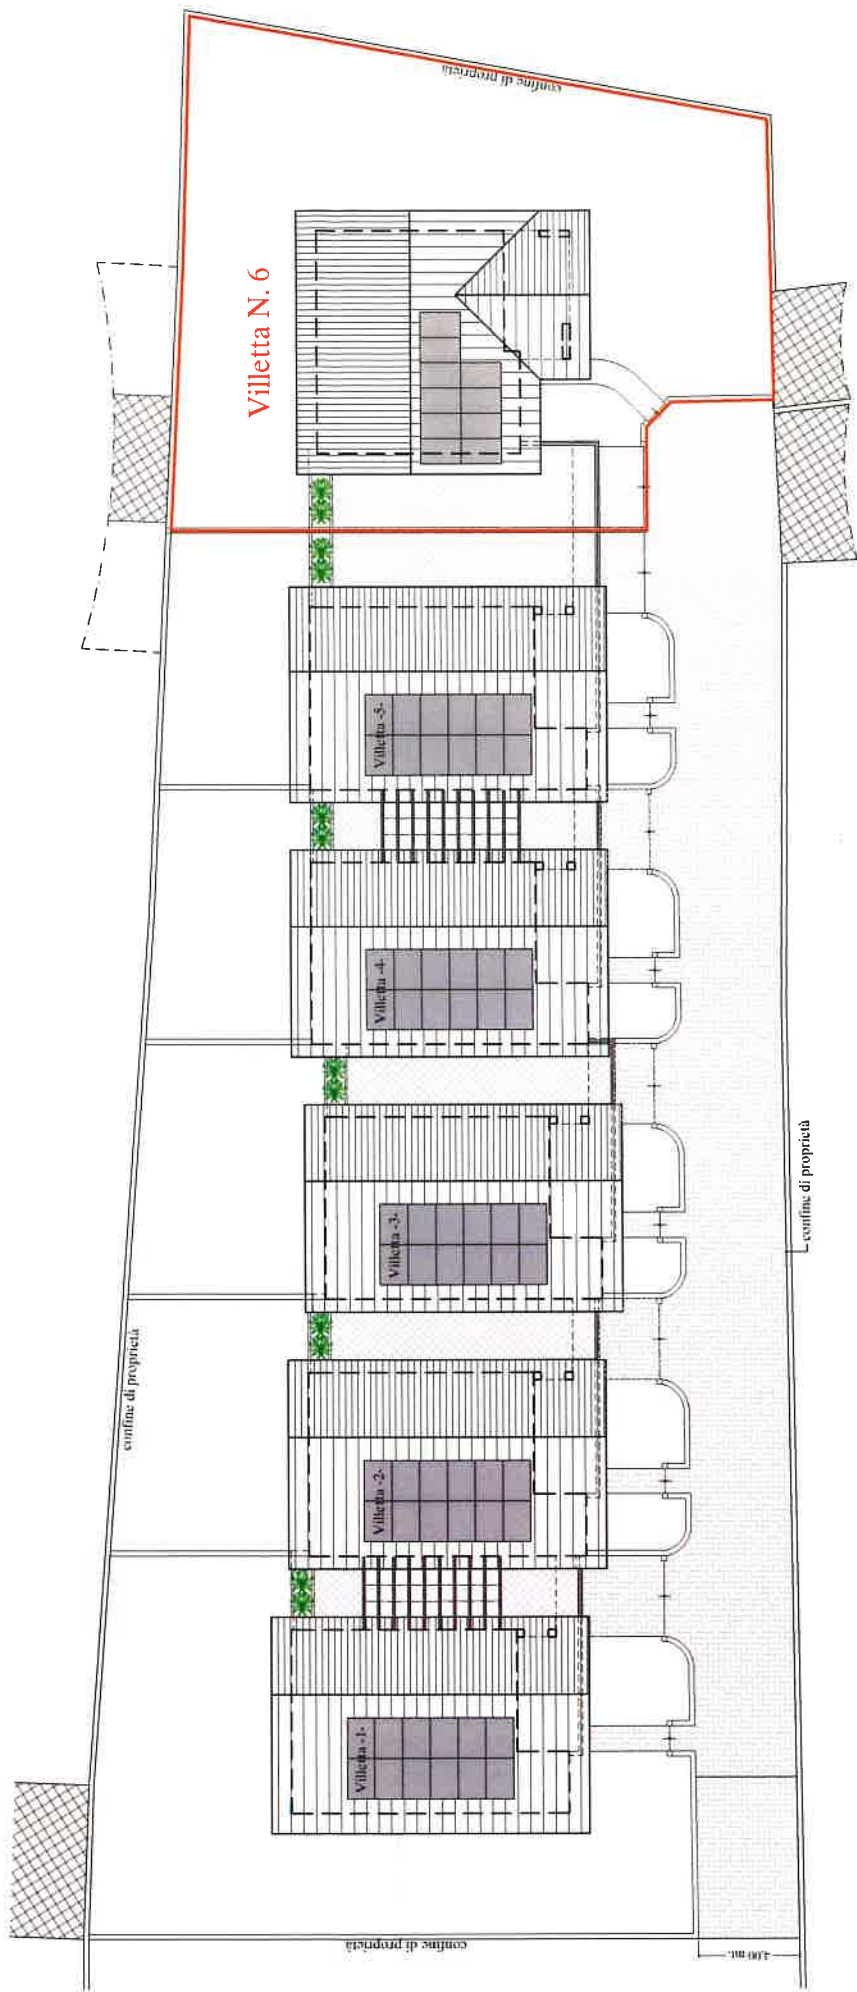 confine di proprietà
Villetta N. 6
Villetta -5-
Villetta -4-
Villetta -3-
confine di proprietà
confine di proprietà
Villetta -2-
Villetta -1-
confine di proprietà
4.00 mt.